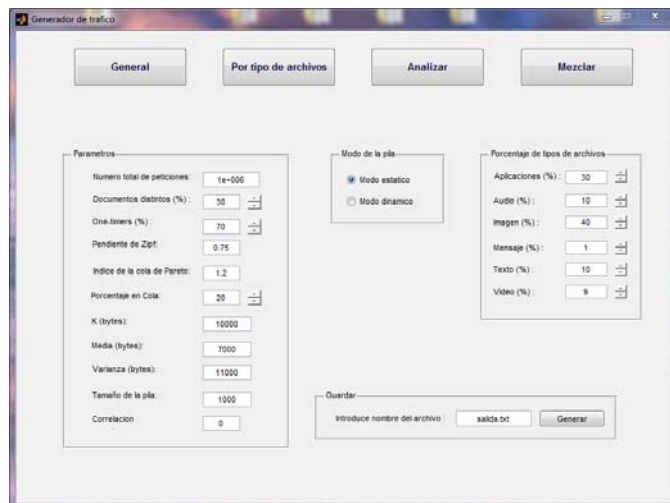 Generador de trafico
General
Por tipo de archivos
Analizar
Mezclar
Parametros
Numero total de peticiones: 1e+006
Documentos distintos (%) : 30
One-timers (%) : 70
Pendiente de Zipf: 0.75
Indice de la cola de Pareto: 1.2
Porcentaje en Cola: 20
K (bytes): 10000
Media (bytes): 7000
Varianza (bytes): 11000
Tamaño de la pila: 1000
Correlacion 0
Modo de la pila
Modo estatico
Modo dinamico
Porcentaje de tipos de archivos
Aplicaciones (%) : 30
Audio (%) : 10
Imagen (%) : 40
Mensaje (%) : 1
Texto (%) : 10
Video (%) : 9
Guardar
Introduce nombre del archivo : salida.txt Generar